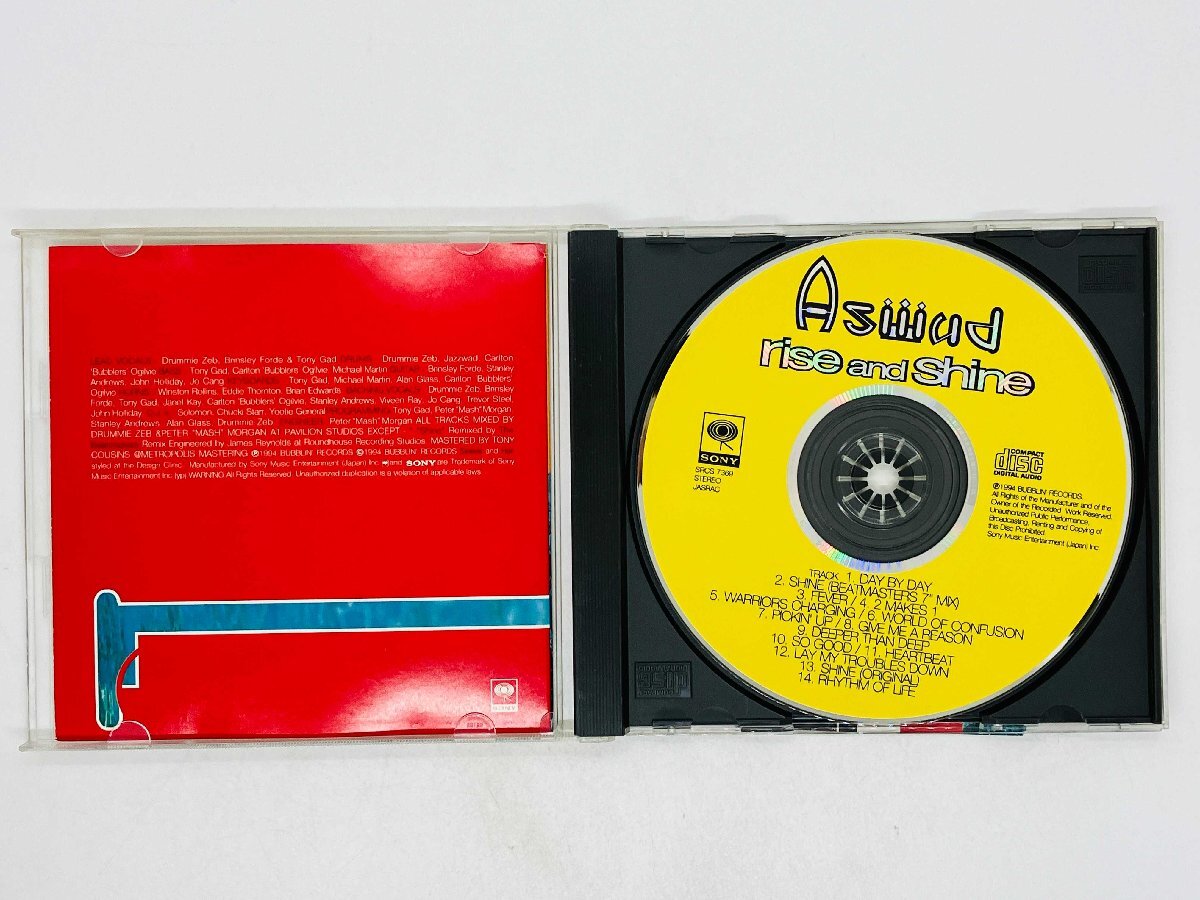 Drummie Zeb, Brinsley Forde & Tony Gad DRUMS Drummie Zeb, Jazzwad, Carlton
'Bubblers' Ogilvie Tony Gad, Carlton 'Bubblers' Ogilvie, Michael Martin GUITAR Brinsley Forde, Stanley
Andrews, John Holiday, Jo Cang KEYBOARDS Tony Gad, Michael Martin, Alan Glass, Carlton 'Bubblers'
Ogilvie Winston Rollins, Eddie Thornton, Brian Edwards Drummie Zeb, Brinsley
Forde, Tony Gad, Janet Kay, Carlton 'Bubblers' Ogivie, Stanley Andrews, Viveen Ray, Jo Cang, Trevor Steel,
John Holiday Solomon, Chucki Starr, Yootie General PROGRAMMING Tony Gad, Peter "Mash" Morgan,
Stanley Andrews, Alan Glass, Drummie Zeb Peter "Mash" Morgan ALL TRACKS MIXED BY
DRUMMIE ZEB &PETER "MASH" MORGAN AT PAVILION STUDIOS EXCEPT Remixed by
Remix Engineered by James Reynolds at Roundhouse Recording Studios. MASTERED BY TONY
COUSINS @METROPOLIS MASTERING ℗1994 BUBBLIN' RECORDS ©1994 BUBBLIN' RECORDS and
styled at the Design Clinic. Manufactured by Sony Music Entertainment (Japan) Inc. and SONY are Trademark of Sony
Music Entertainment Inc. WARNING All Rights Reserved. Unauthorized duplication is a violation of applicable laws.
SONY
Aswad
rise and shine
SONY
SRCS 7369
STEREO
JASRAC
COMPACT
disc
DIGITAL AUDIO
℗1994 BUBBLIN' RECORDS.
All Rights of the Manufacturer and of the
Owner of the Recorded Work Reserved.
Unauthorized Public Performance,
Broadcasting, Renting and Copying of
this Disc Prohibited.
Sony Music Entertainment (Japan) Inc.
TRACK 1. DAY BY DAY
2. SHINE (BEATMASTERS 7" MIX)
3. FEVER / 4. 2 MAKES 1
5. WARRIORS CHARGING / 6. WORLD OF CONFUSION
7. PICKIN' UP / 8. GIVE ME A REASON
9. DEEPER THAN DEEP
10. SO GOOD / 11. HEARTBEAT
12. LAY MY TROUBLES DOWN
13. SHINE (ORIGINAL)
14. RHYTHM OF LIFE